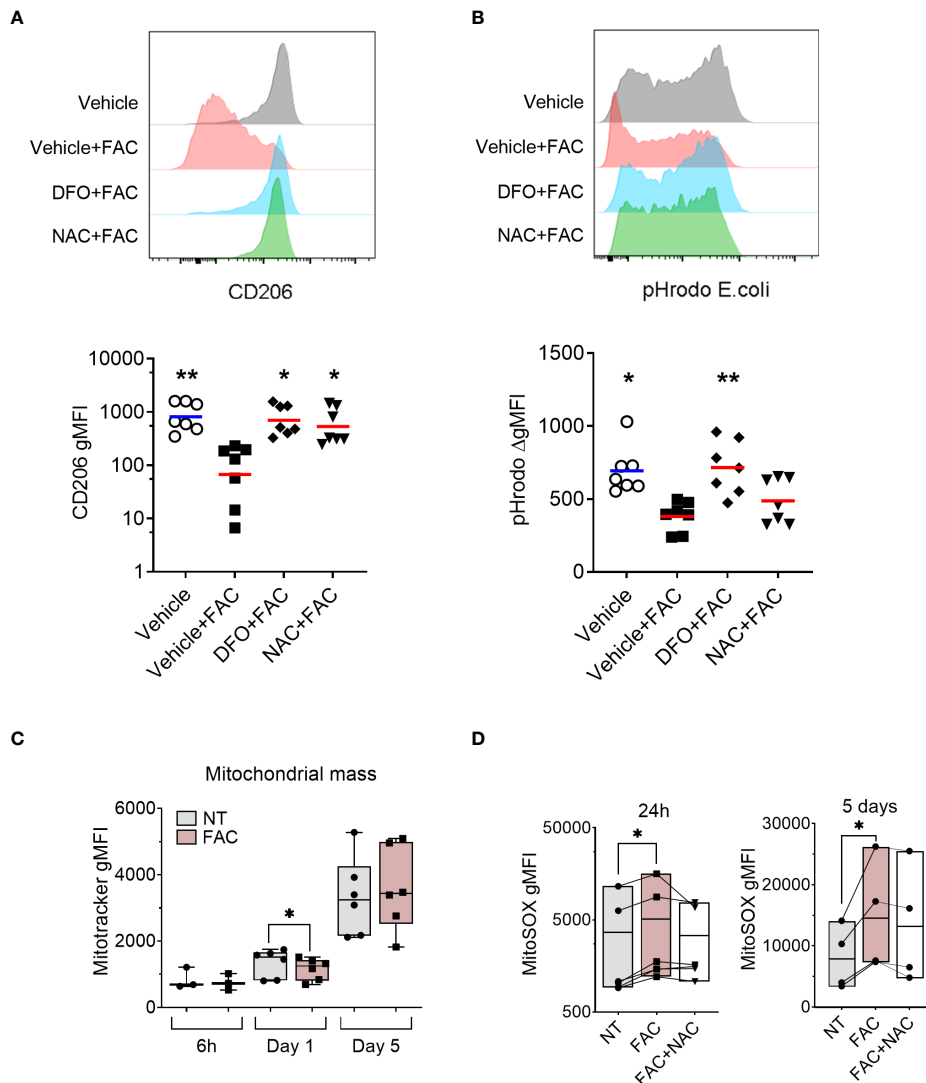 A
Vehicle
Vehicle+FAC
DFO+FAC
NAC+FAC
CD206
CD206 gMFI
10000
1000
100
10
1
1
**
*
*
Vehicle
Vehicle+FAC
DFO+FAC
NAC+FAC
B
Vehicle
Vehicle+FAC
DFO+FAC
NAC+FAC
pHrodo E.coli
pHrodo ΔgMFI
1500
1000
500
0
*
**
Vehicle
Vehicle+FAC
DFO+FAC
NAC+FAC
C
Mitochondrial mass
Mitotracker gMFI
6000
4000
2000
0
NT
FAC
*
6h
Day 1
Day 5
D
24h
MitoSOX gMFI
50000
5000
500
*
NT
FAC
FAC+NAC
5 days
MitoSOX gMFI
30000
20000
10000
0
*
NT
FAC
FAC+NAC